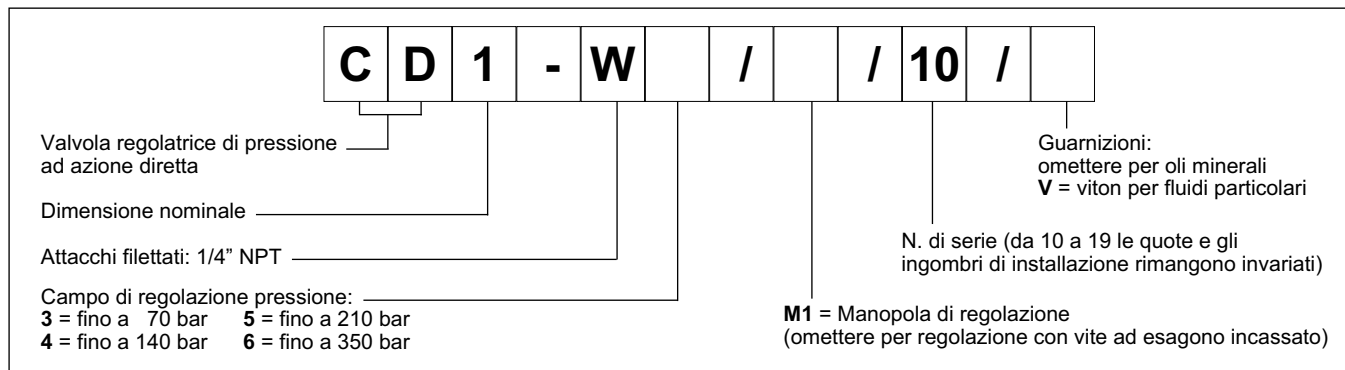 C D 1 - W / / 10 /
Valvola regolatrice di pressione
ad azione diretta
Dimensione nominale
Attacchi filettati: 1/4” NPT
Campo di regolazione pressione:
3 = fino a 70 bar 5 = fino a 210 bar
4 = fino a 140 bar 6 = fino a 350 bar
Guarnizioni:
omettere per oli minerali
V = viton per fluidi particolari
N. di serie (da 10 a 19 le quote e gli
ingombri di installazione rimangono invariati)
M1 = Manopola di regolazione
(omettere per regolazione con vite ad esagono incassato)